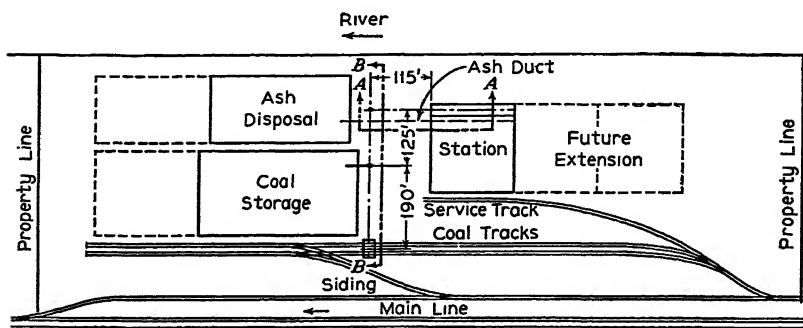 River
B
115'
Ash Duct
A
A
Ash
Disposal
125'
Station
Future
Extension
Property Line
Property Line
Coal
Storage
190'
Service Track
Coal Tracks
B
Siding
Main Line